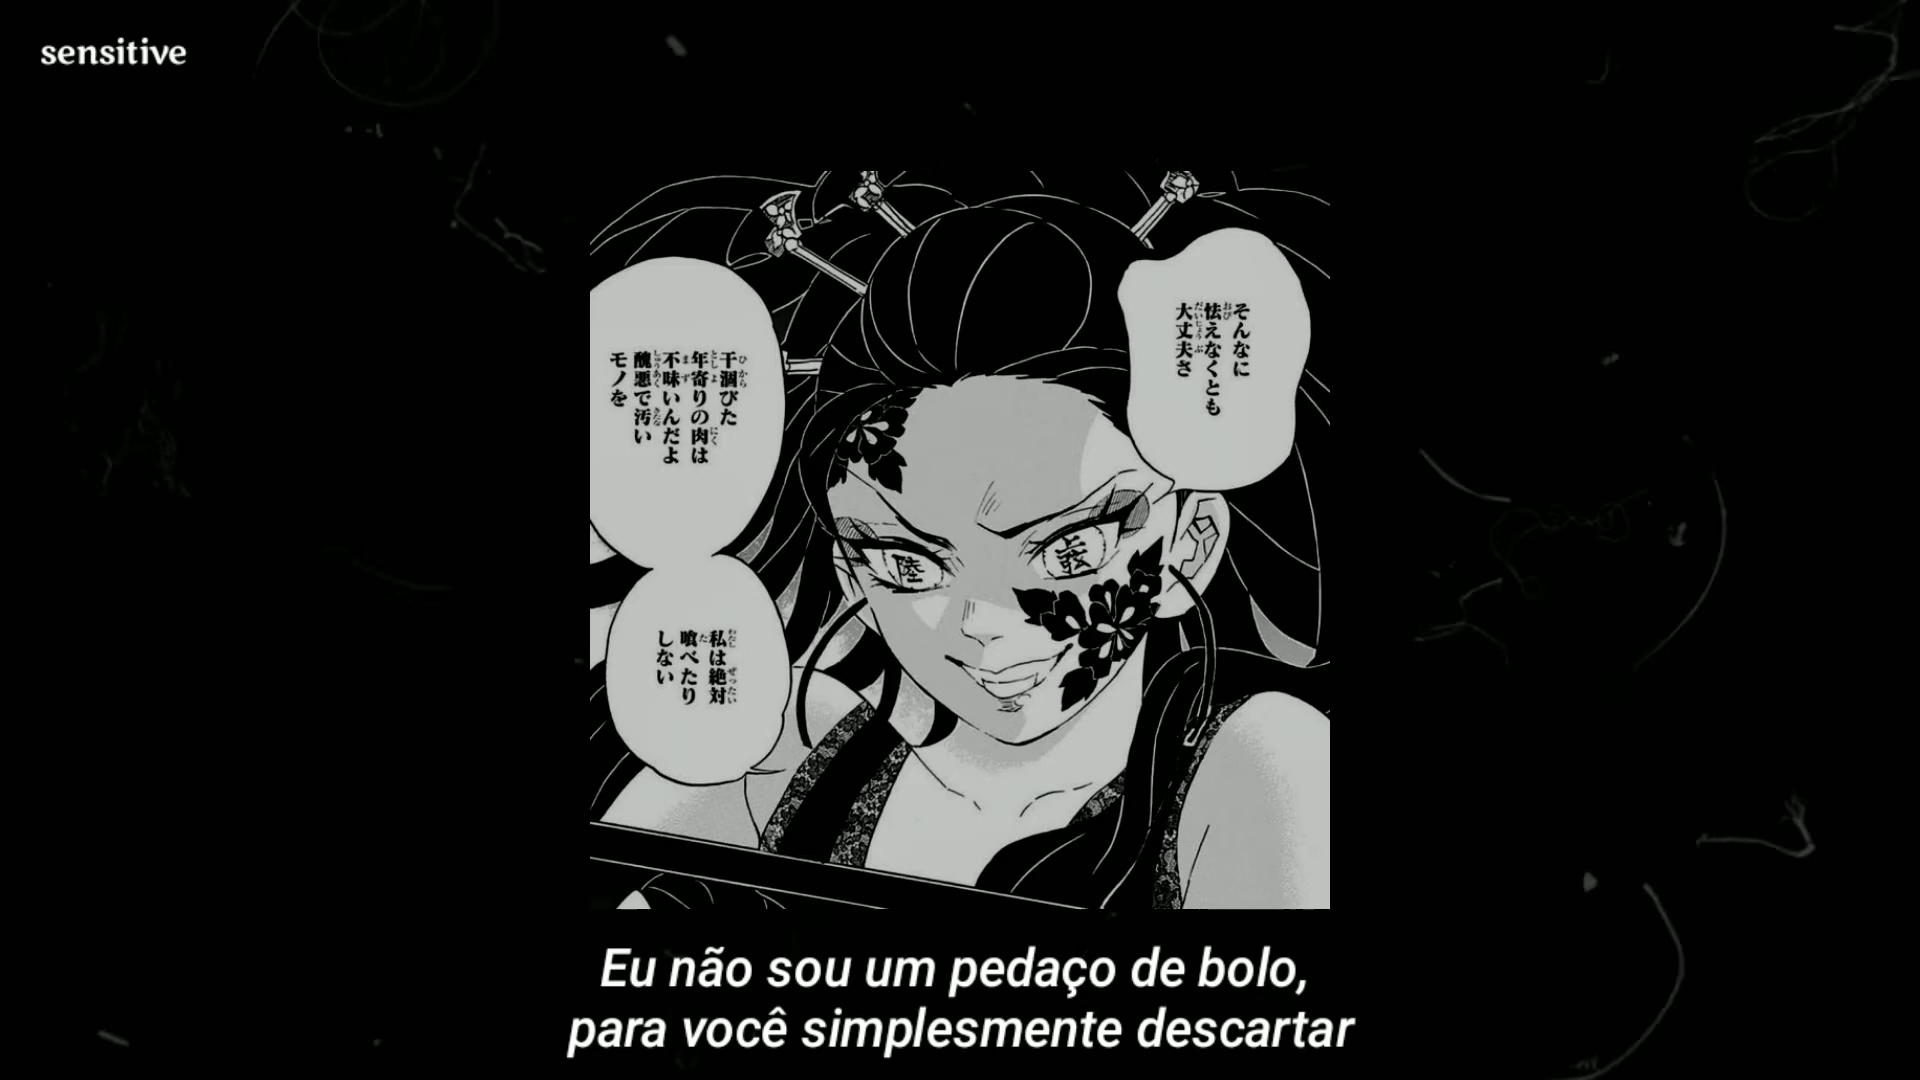 sensitive
そんなに
怯えなくとも
大丈夫さ
干涸びた
年寄りの肉は
不味いんだよ
醜悪で汚い
モノを
私は絶対
喰べたり
しない
上弦
陸
Eu não sou um pedaço de bolo,
para você simplesmente descartar